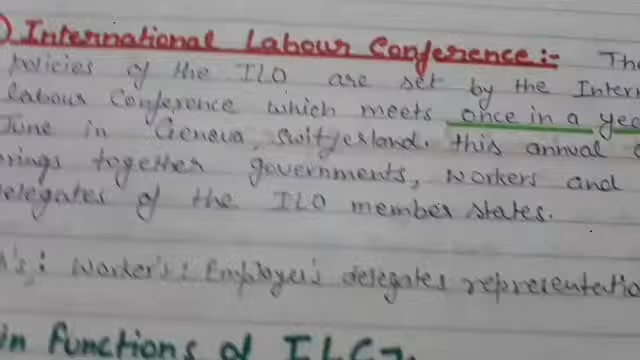 International Labour Conference :- The
policies of the ILO are set by the Intern
labour Conference which meets once in a yea
June in Geneva, Switzerland. this annual
brings together governments, workers and
delegates of the ILO member states.
: Worker's : Employer's delegates representatio
in functions of ILC